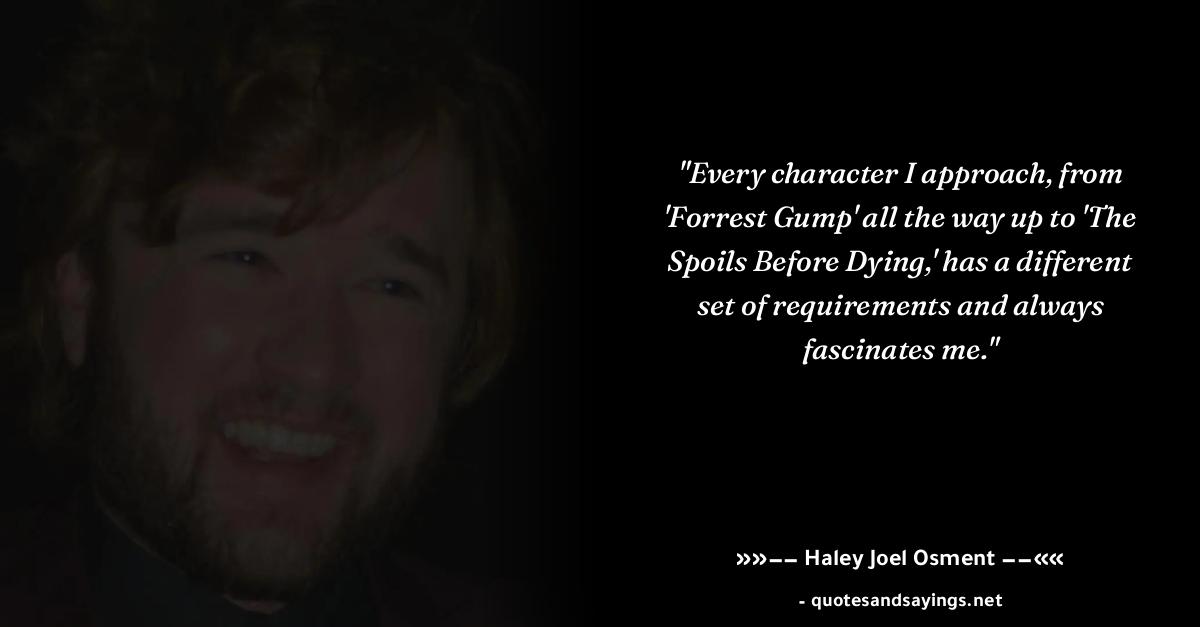 "Every character I approach, from
'Forrest Gump' all the way up to 'The
Spoils Before Dying,' has a different
set of requirements and always
fascinates me."
»»−− Haley Joel Osment −−««
- quotesandsayings.net